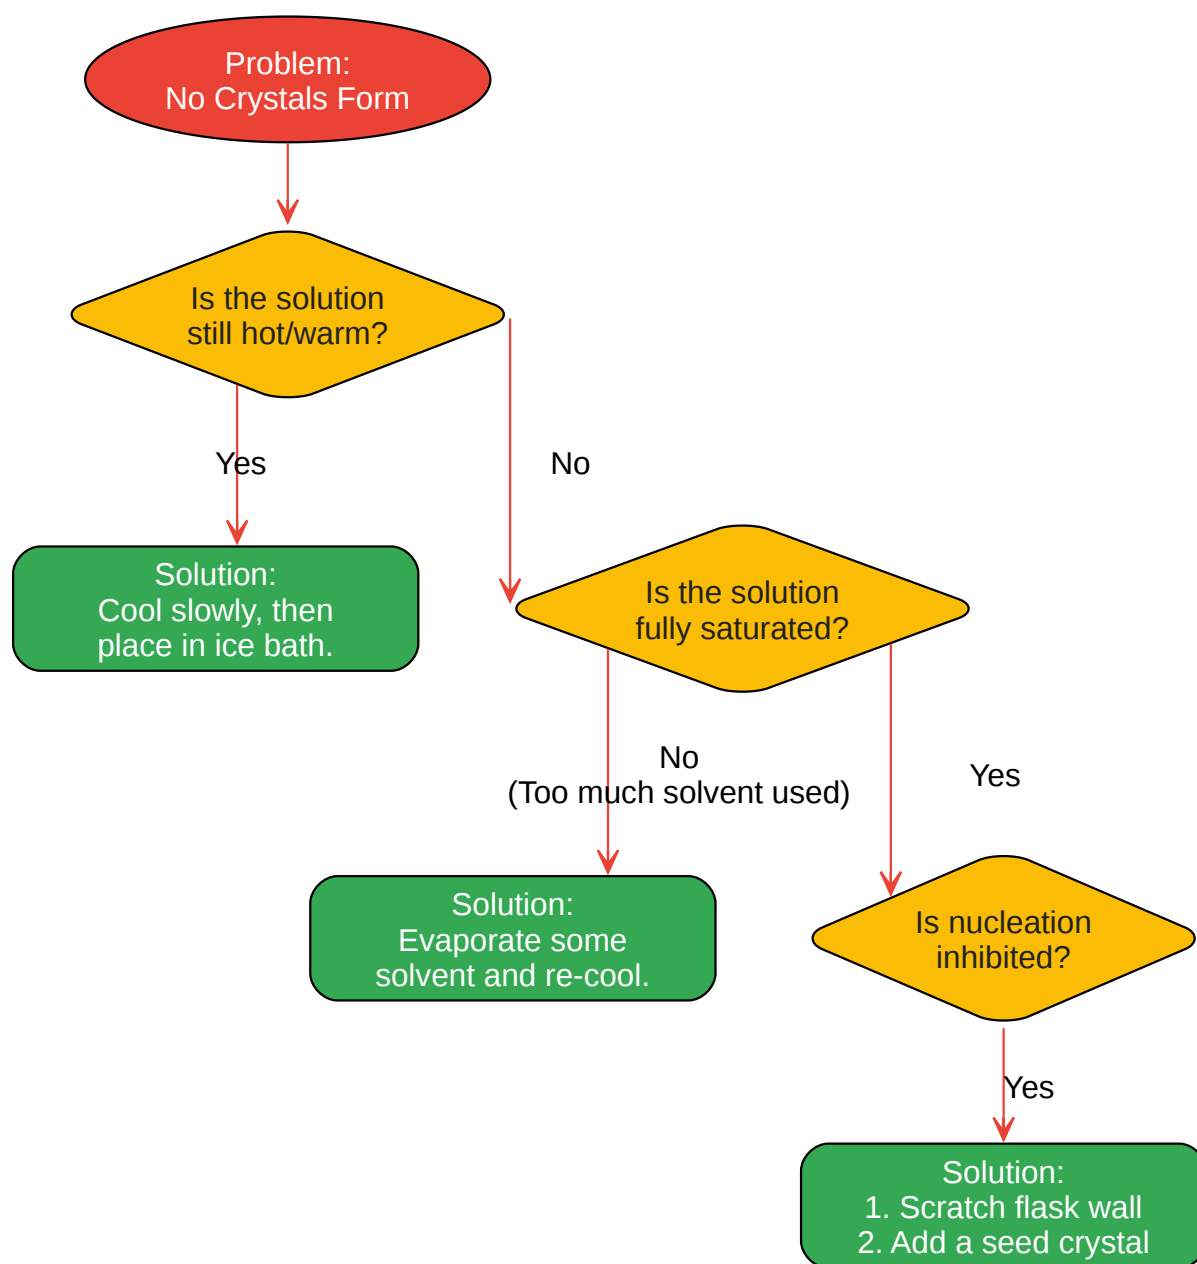 Problem:
No Crystals Form
Is the solution
still hot/warm?
Yes
No
Solution:
Cool slowly, then
place in ice bath.
Is the solution
fully saturated?
No
(Too much solvent used)
Yes
Solution:
Evaporate some
solvent and re-cool.
Is nucleation
inhibited?
Yes
Solution:
1. Scratch flask wall
2. Add a seed crystal